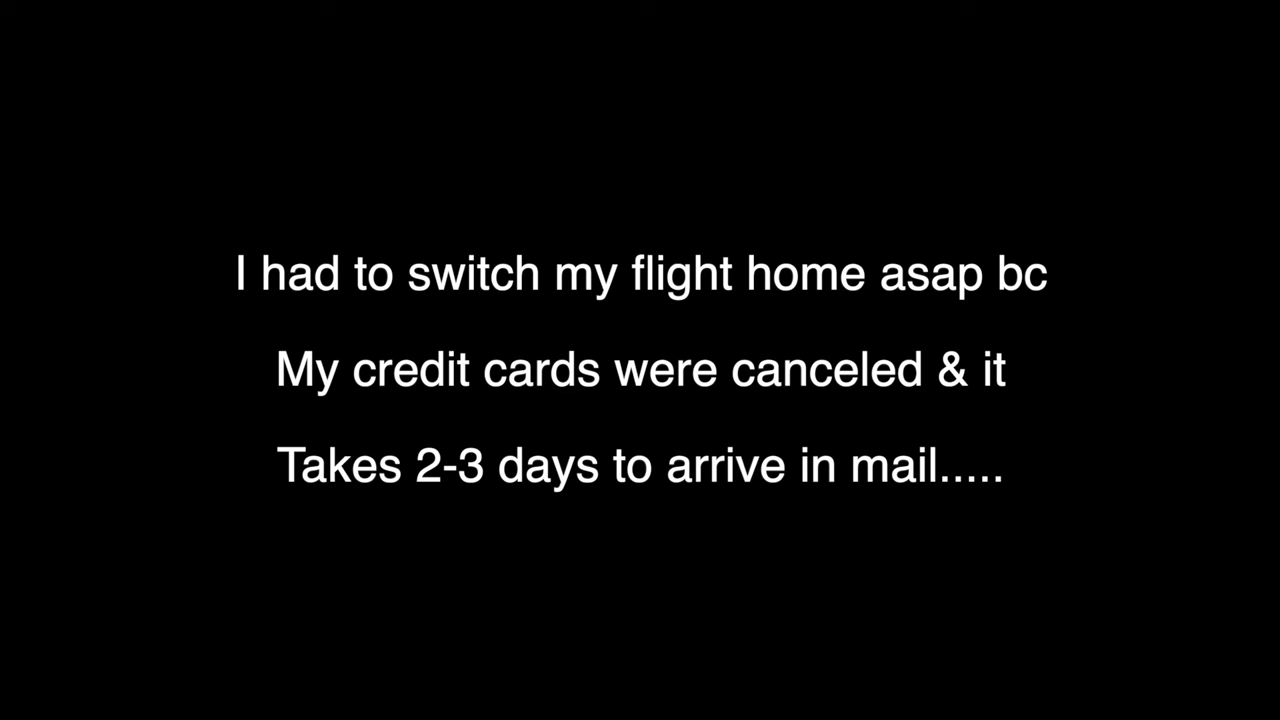 I had to switch my flight home asap bc
My credit cards were canceled & it
Takes 2-3 days to arrive in mail.....